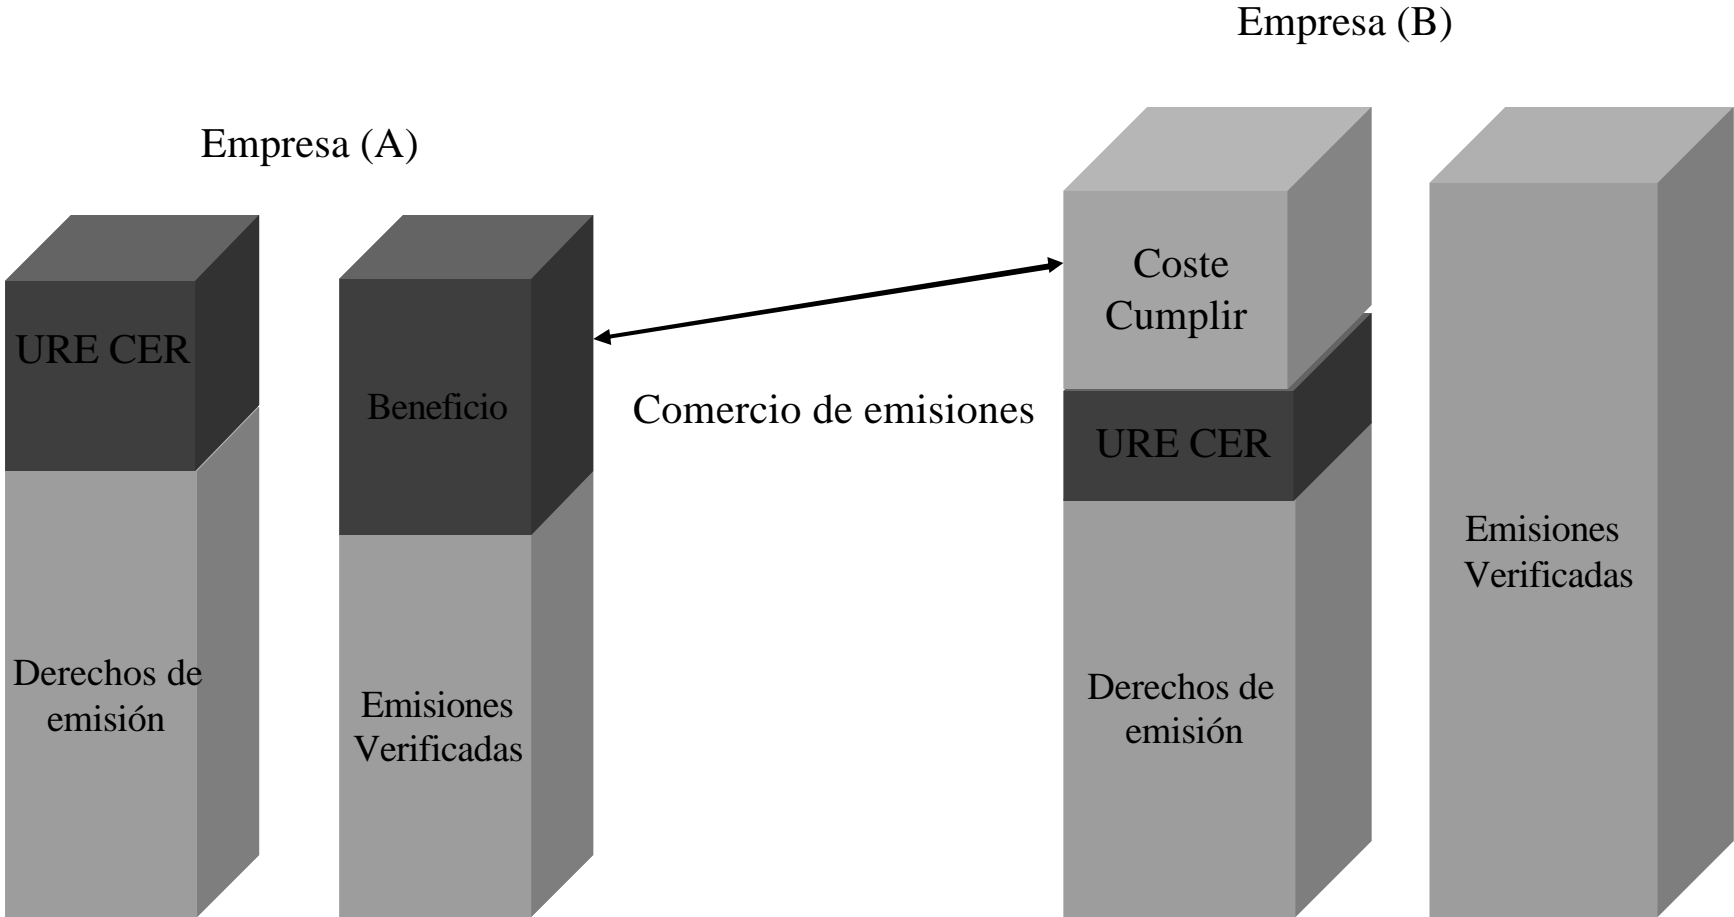 Empresa (B)
Empresa (A)
URE CER
Derechos de
emisión
Beneficio
Emisiones
Verificadas
Comercio de emisiones
Coste
Cumplir
URE CER
Derechos de
emisión
Emisiones
Verificadas